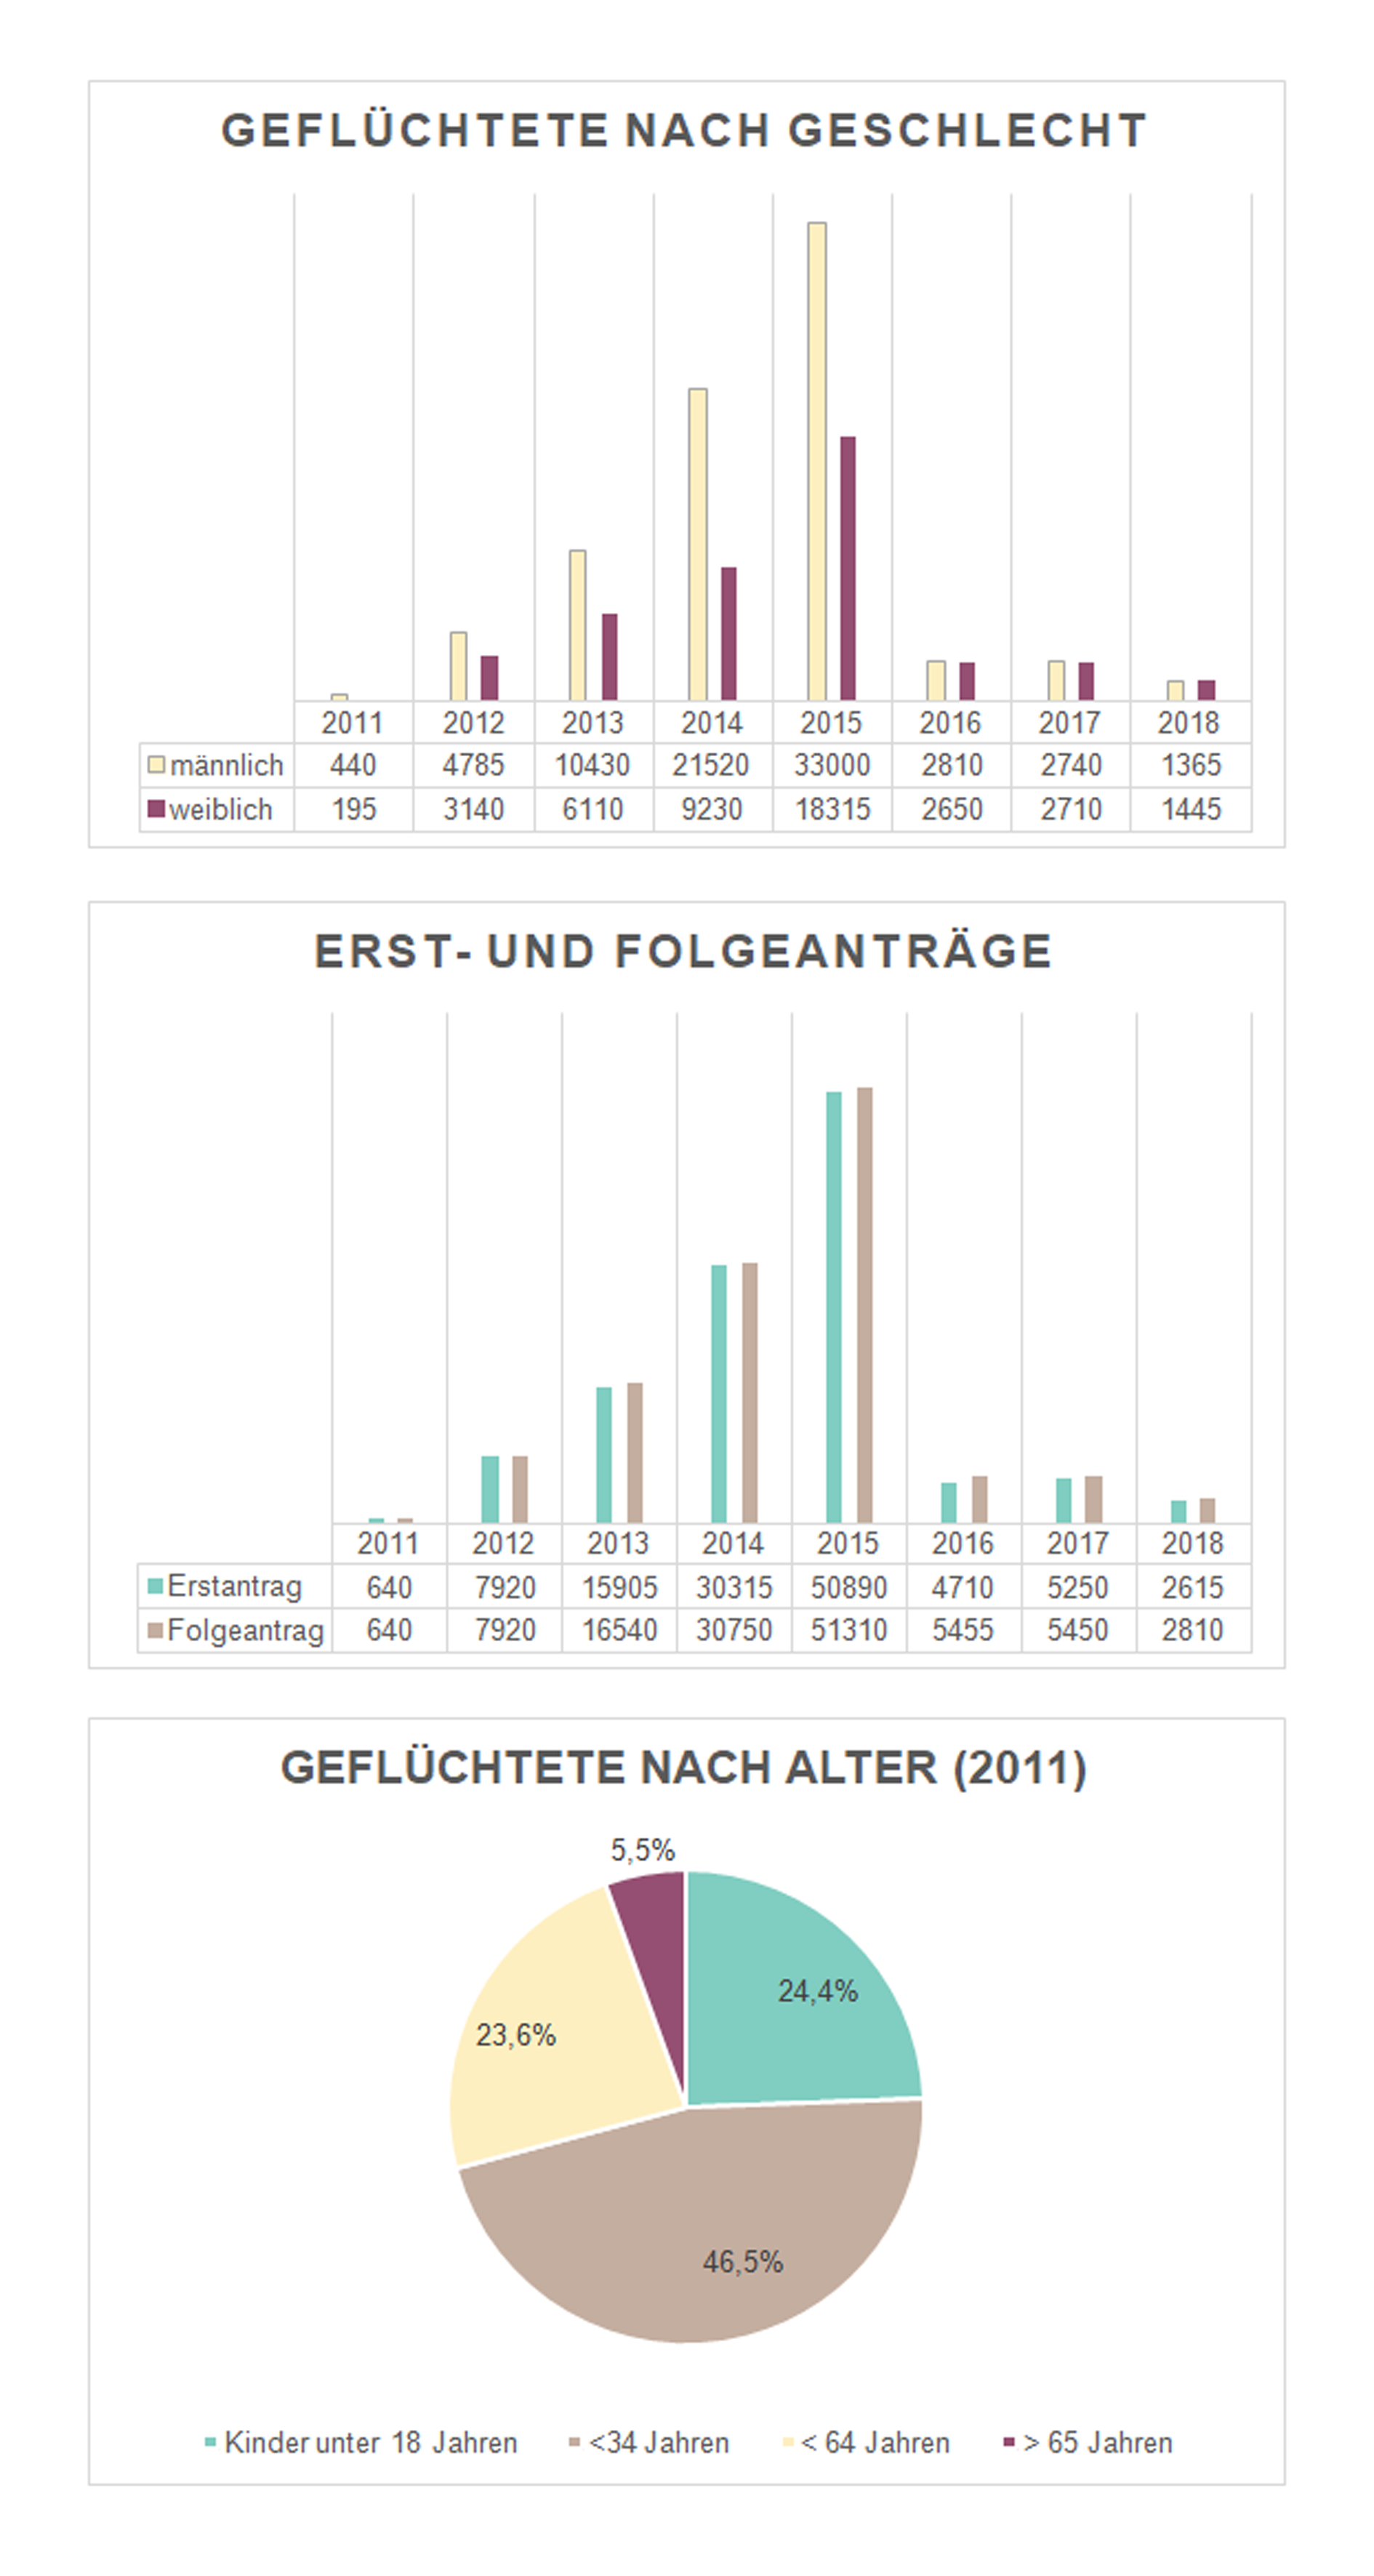 GEFLÜCHTETE NACH GESCHLECHT
2011 2012 2013 2014 2015 2016 2017 2018
männlich 440 4785 10430 21520 33000 2810 2740 1365
weiblich 195 3140 6110 9230 18315 2650 2710 1445
ERST- UND FOLGEANTRÄGE
2011 2012 2013 2014 2015 2016 2017 2018
Erstantrag 640 7920 15905 30315 50890 4710 5250 2615
Folgeantrag 640 7920 16540 30750 51310 5455 5450 2810
GEFLÜCHTETE NACH ALTER (2011)
5,5%
24,4%
23,6%
46,5%
Kinder unter 18 Jahren <34 Jahren < 64 Jahren > 65 Jahren